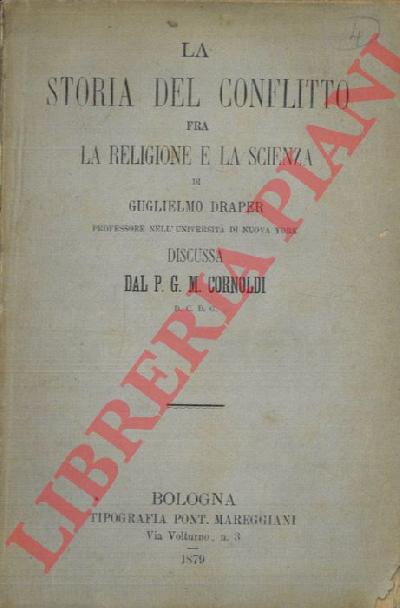 4
LA
STORIA DEL CONFLITTO
FRA
LA RELIGIONE E LA SCIENZA
DI
GUGLIELMO DRAPER
PROFESSORE NELL'UNIVERSITÀ DI NUOVA YORK
DISCUSSA
DAL P. G. M. CORNOLDI
D. C. D. G.
BOLOGNA
TIPOGRAFIA PONT. MAREGGIANI
Via Volturno, n. 3
1879
LIBRERIA PIANI